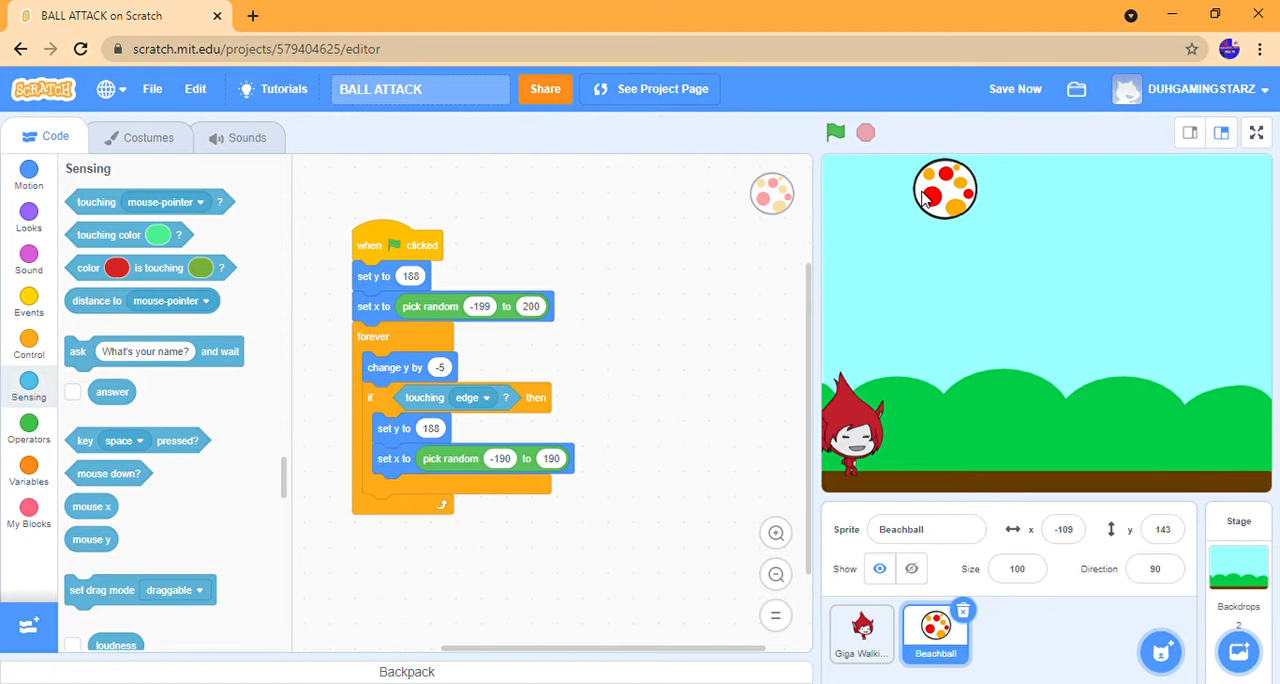 BALL ATTACK on Scratch
scratch.mit.edu/projects/579404625/editor
SCRATCH File Edit Tutorials BALL ATTACK Share See Project Page Save Now DUHGAMINGSTARZ
Code Costumes Sounds
Motion
Looks
Sound
Events
Control
Sensing
Operators
Variables
My Blocks
Sensing
touching mouse-pointer ?
touching color ?
color is touching ?
distance to mouse-pointer
ask What's your name? and wait
answer
key space pressed?
mouse down?
mouse x
mouse y
set drag mode draggable
loudness
when clicked
set y to 188
set x to pick random -199 to 200
forever
change y by -5
if touching edge ? then
set y to 188
set x to pick random -190 to 190
Sprite Beachball x -109 y 143
Show Size 100 Direction 90
Giga Walki...
Beachball
Stage
Backdrops
2
Backpack